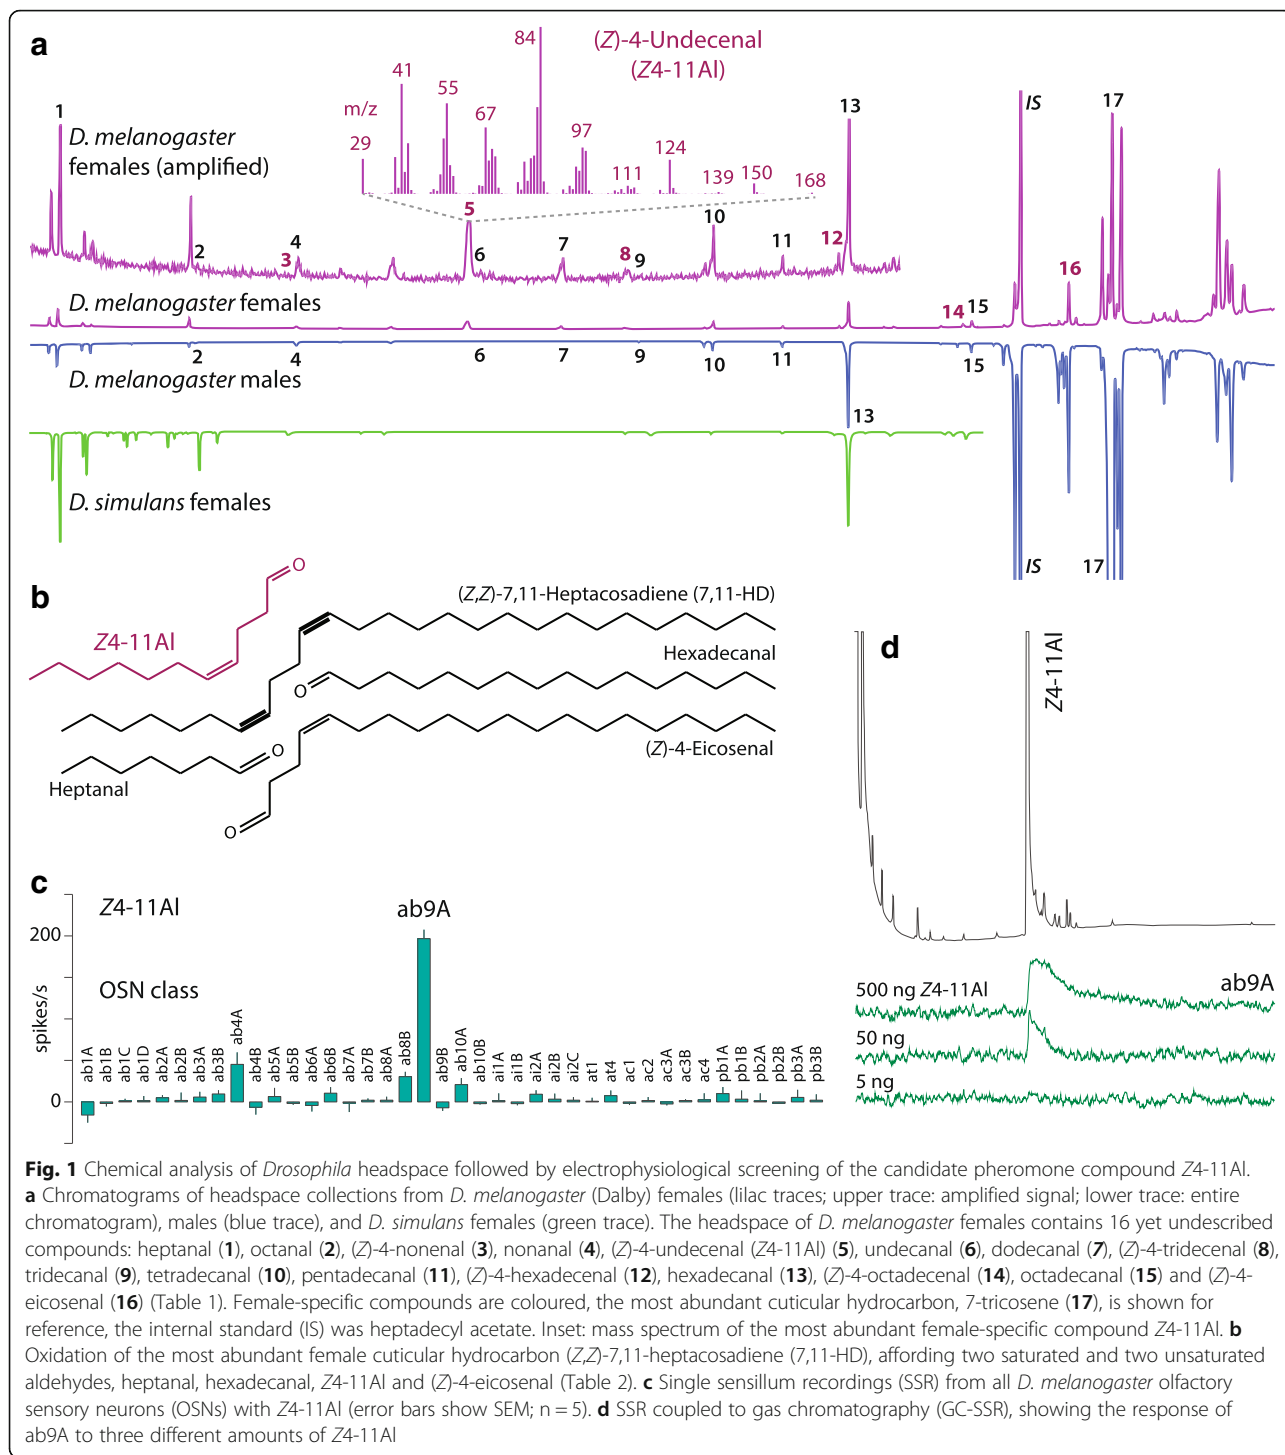 a
(Z)-4-Undecenal
(Z4-11Al)
m/z
29
41
55
67
84
97
111
124
139
150
168
1
D. melanogaster
females (amplified)
2
3
4
5
6
7
8
9
10
11
12
13
IS
17
16
D. melanogaster females
14
15
2
4
6
7
9
10
11
15
D. melanogaster males
13
D. simulans females
IS
17
b
O
(Z,Z)-7,11-Heptacosadiene (7,11-HD)
Z4-11Al
Hexadecanal
O
(Z)-4-Eicosenal
O
Heptanal
O
c
Z4-11Al
ab9A
200
OSN class
spikes/s
0
ab1A
ab1B
ab1C
ab1D
ab2A
ab2B
ab3A
ab3B
ab4A
ab4B
ab5A
ab5B
ab6A
ab6B
ab7A
ab7B
ab8A
ab8B
ab9B
ab10A
ab10B
ai1A
ai1B
ai2A
ai2B
ai2C
at1
at4
ac1
ac2
ac3A
ac3B
ac4
pb1A
pb1B
pb2A
pb2B
pb3A
pb3B
d
Z4-11Al
500 ng Z4-11Al
ab9A
50 ng
5 ng
Fig. 1 Chemical analysis of Drosophila headspace followed by electrophysiological screening of the candidate pheromone compound Z4-11Al.
a Chromatograms of headspace collections from D. melanogaster (Dalby) females (lilac traces; upper trace: amplified signal; lower trace: entire
chromatogram), males (blue trace), and D. simulans females (green trace). The headspace of D. melanogaster females contains 16 yet undescribed
compounds: heptanal (1), octanal (2), (Z)-4-nonenal (3), nonanal (4), (Z)-4-undecenal (Z4-11Al) (5), undecanal (6), dodecanal (7), (Z)-4-tridecenal (8),
tridecanal (9), tetradecanal (10), pentadecanal (11), (Z)-4-hexadecenal (12), hexadecanal (13), (Z)-4-octadecenal (14), octadecanal (15) and (Z)-4-
eicosenal (16) (Table 1). Female-specific compounds are coloured, the most abundant cuticular hydrocarbon, 7-tricosene (17), is shown for
reference, the internal standard (IS) was heptadecyl acetate. Inset: mass spectrum of the most abundant female-specific compound Z4-11Al. b
Oxidation of the most abundant female cuticular hydrocarbon (Z,Z)-7,11-heptacosadiene (7,11-HD), affording two saturated and two unsaturated
aldehydes, heptanal, hexadecanal, Z4-11Al and (Z)-4-eicosenal (Table 2). c Single sensillum recordings (SSR) from all D. melanogaster olfactory
sensory neurons (OSNs) with Z4-11Al (error bars show SEM; n = 5). d SSR coupled to gas chromatography (GC-SSR), showing the response of
ab9A to three different amounts of Z4-11Al